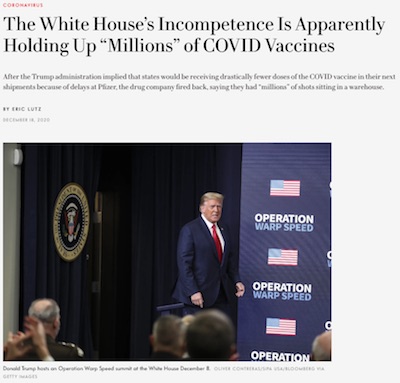 CORONAVIRUS
The White House's Incompetence Is Apparently
Holding Up “Millions” of COVID Vaccines
After the Trump administration implied that states would be receiving drastically fewer doses of the COVID vaccine in their next
shipments because of delays at Pfizer, the drug company fired back, saying they had “millions” of shots sitting in a warehouse.
BY ERIC LUTZ
DECEMBER 18, 2020
OPERATION
WARP SPEED
OPERATION
WARP SPEED
OPERATION
Donald Trump hosts an Operation Warp Speed summit at the White House December 8. OLIVER CONTRERAS/SIPA USA/BLOOMBERG VIA
GETTY IMAGES